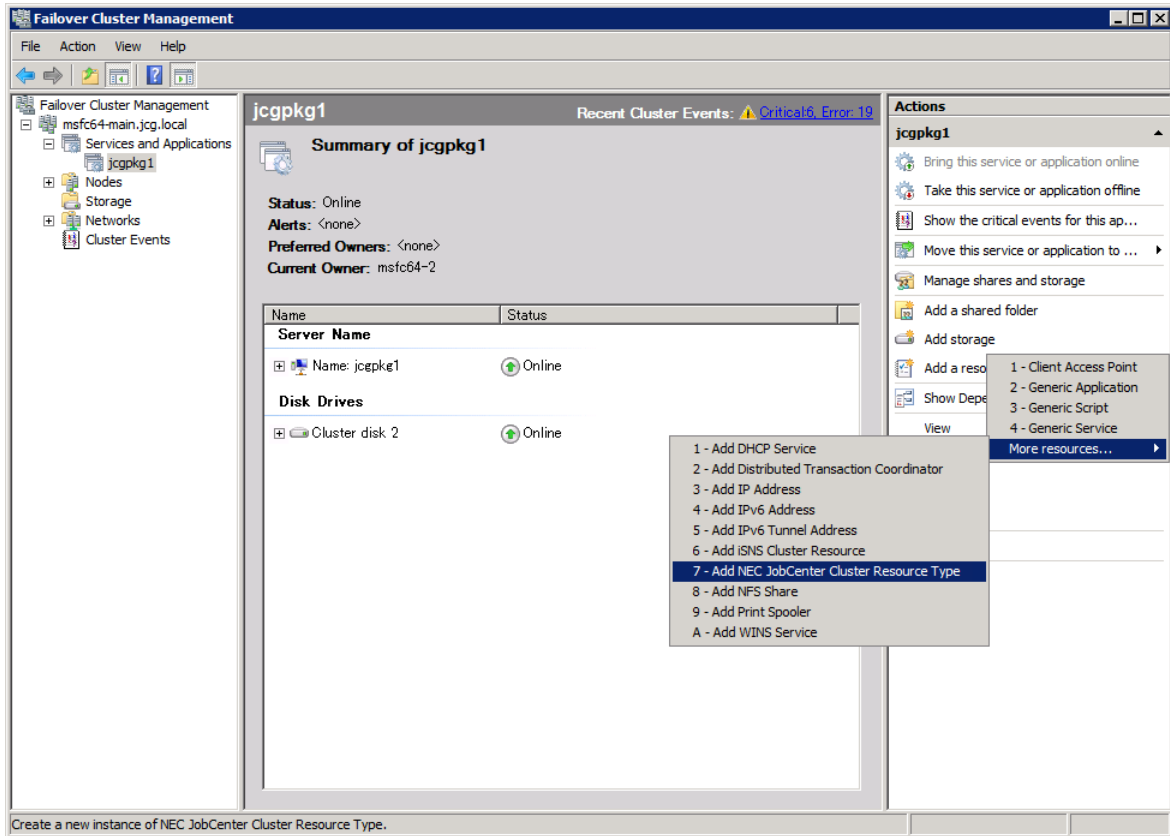 Failover Cluster Management
File Action View Help
Failover Cluster Management
msfc64-main.jcg.local
Services and Applications
jcgpkg1
Nodes
Storage
Networks
Cluster Events
jcgpkg1
Recent Cluster Events: Critical:6, Error: 19
Summary of jcgpkg1
Status: Online
Alerts: <none>
Preferred Owners: <none>
Current Owner: msfc64-2
Name Status
Server Name
Name: jcgpkg1 Online
Disk Drives
Cluster disk 2 Online
Actions
jcgpkg1
Bring this service or application online
Take this service or application offline
Show the critical events for this ap...
Move this service or application to ...
Manage shares and storage
Add a shared folder
Add storage
Add a reso
Show Depe
View
1 - Client Access Point
2 - Generic Application
3 - Generic Script
4 - Generic Service
More resources...
1 - Add DHCP Service
2 - Add Distributed Transaction Coordinator
3 - Add IP Address
4 - Add IPv6 Address
5 - Add IPv6 Tunnel Address
6 - Add iSNS Cluster Resource
7 - Add NEC JobCenter Cluster Resource Type
8 - Add NFS Share
9 - Add Print Spooler
A - Add WINS Service
Create a new instance of NEC JobCenter Cluster Resource Type.